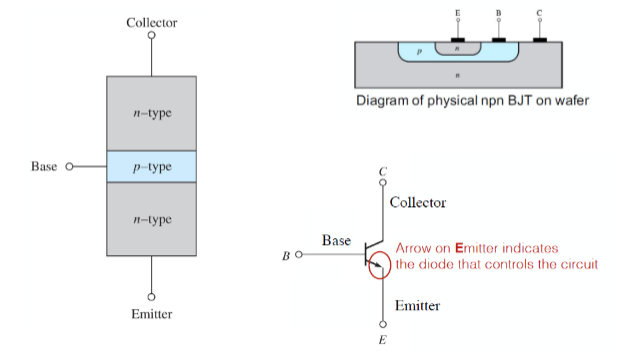 Collector
n–type
Base
p–type
n–type
Emitter
E B C
p
n
n
Diagram of physical npn BJT on wafer
C
Collector
Base
B
Arrow on Emitter indicates
the diode that controls the circuit
Emitter
E